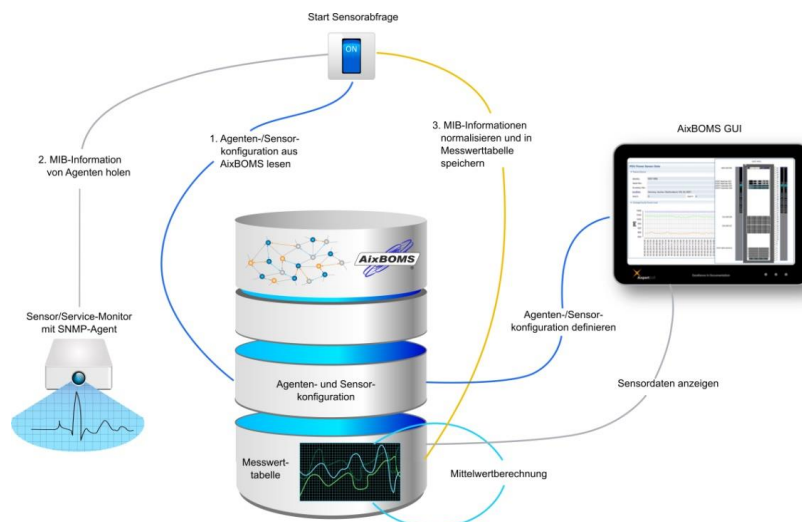 Start Sensorabfrage
ON
1. Agenten-/Sensor-
konfiguration aus
AixBOMS lesen
2. MIB-Information
von Agenten holen
3. MIB-Informationen
normalisieren und in
Messwerttabelle
speichern
AixBOMS GUI
AixBOMS
Sensor/Service-Monitor
mit SNMP-Agent
Agenten-/Sensor-
konfiguration definieren
Agenten- und Sensor-
konfiguration
Sensordaten anzeigen
Messwert-
tabelle
Mittelwertberechnung